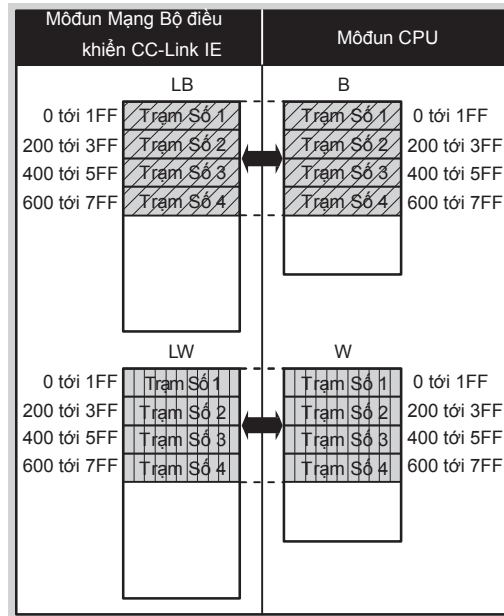 Môđun Mạng Bộ điều
khiển CC-Link IE
Môđun CPU
LB
B
0 tới 1FF Trạm Số 1 Trạm Số 1 0 tới 1FF
200 tới 3FF Trạm Số 2 Trạm Số 2 200 tới 3FF
400 tới 5FF Trạm Số 3 Trạm Số 3 400 tới 5FF
600 tới 7FF Trạm Số 4 Trạm Số 4 600 tới 7FF
LW
W
0 tới 1FF Trạm Số 1 Trạm Số 1 0 tới 1FF
200 tới 3FF Trạm Số 2 Trạm Số 2 200 tới 3FF
400 tới 5FF Trạm Số 3 Trạm Số 3 400 tới 5FF
600 tới 7FF Trạm Số 4 Trạm Số 4 600 tới 7FF